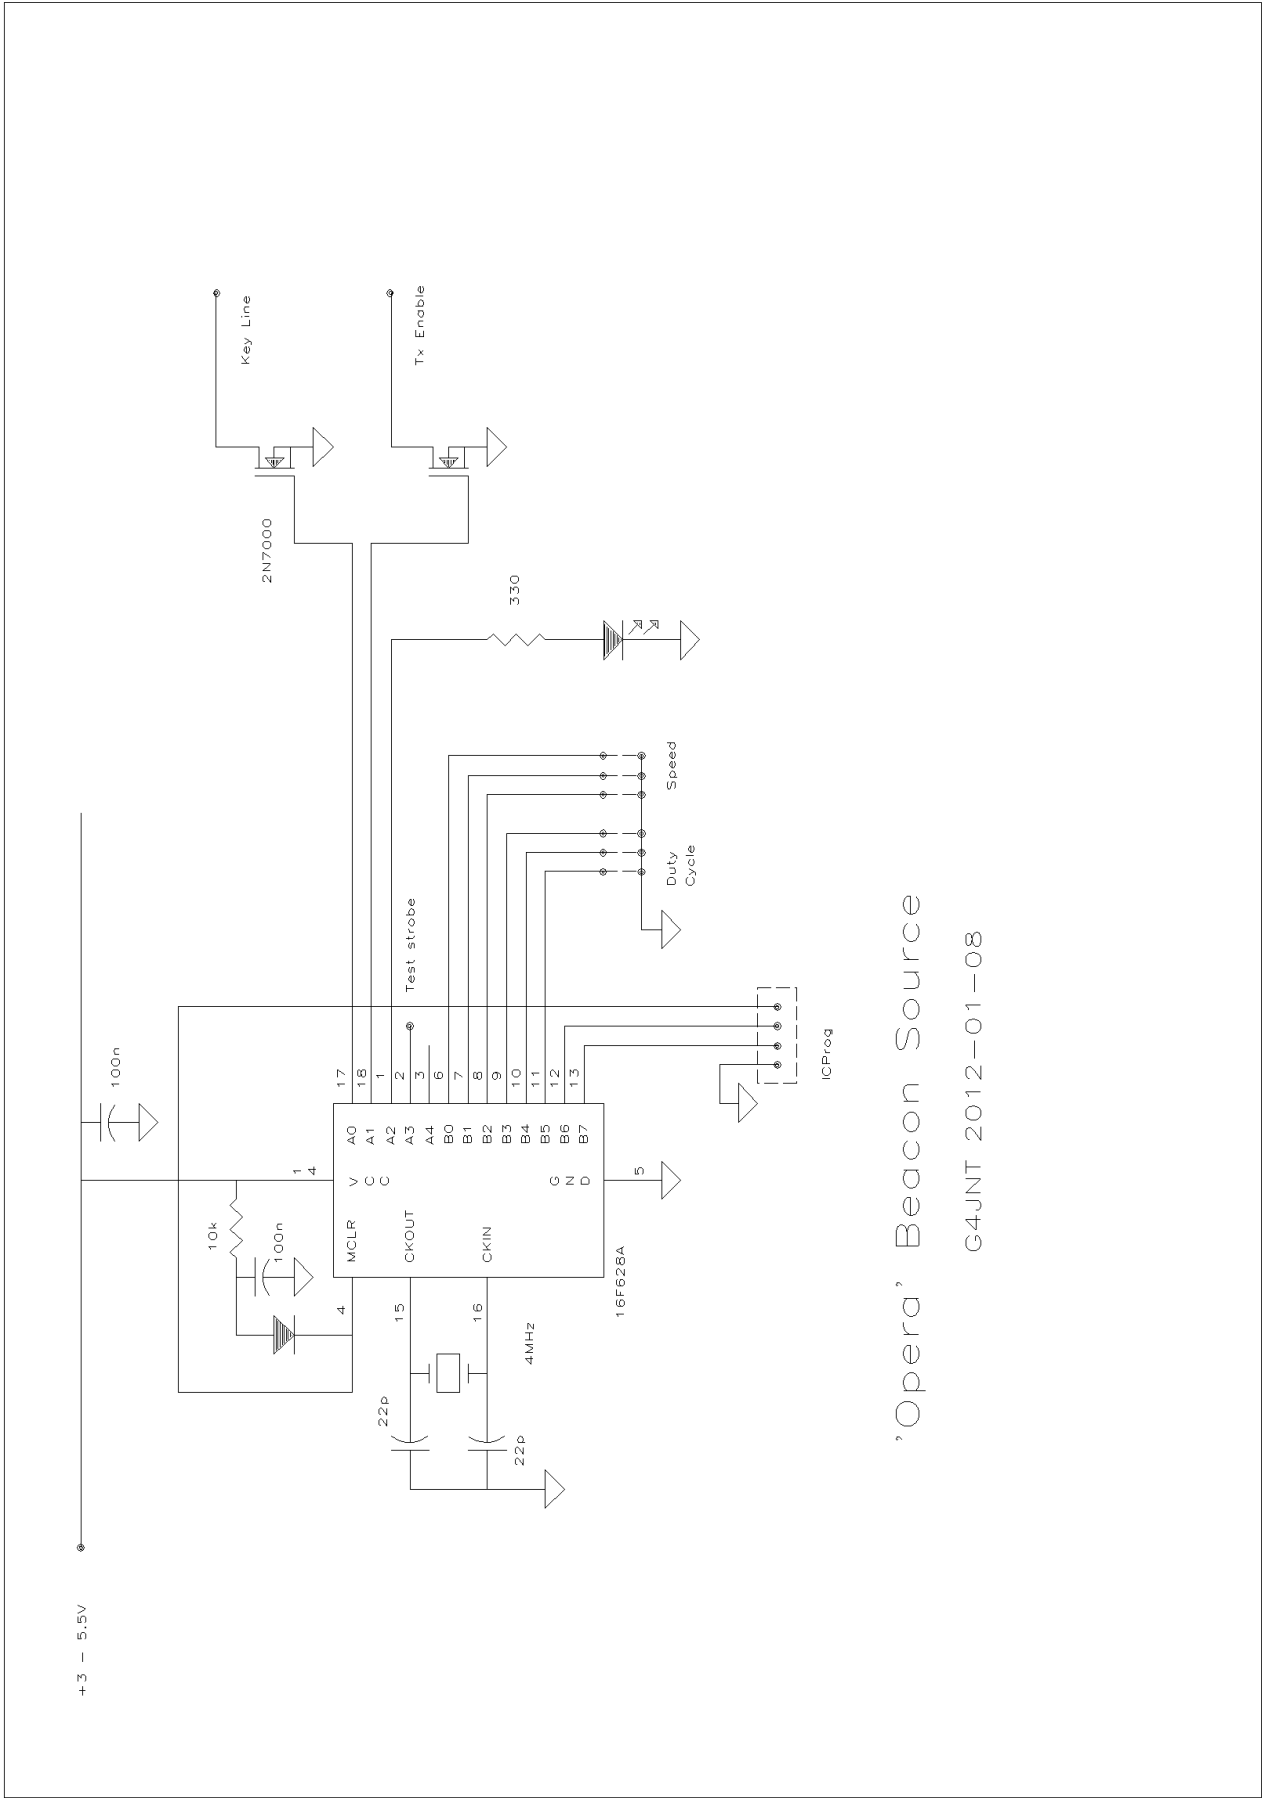 +3 - 5.5V
100n
10k
100n
14
VCC
MCLR
4
CKOUT
15
CKIN
16
22p
22p
4MHz
16F628A
GND
5
A0 17
A1 18
A2 1
A3 2
A4 3
B0 6
B1 7
B2 8
B3 9
B4 10
B5 11
B6 12
B7 13
Test strobe
2N7000
Key Line
Tx Enable
330
Speed
Duty
Cycle
ICProg
'Opera' Beacon Source
G4JNT 2012-01-08